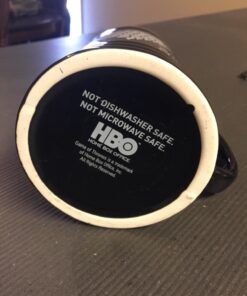 NOT DISHWASHER SAFE.
NOT MICROWAVE SAFE.
HBO
HOME BOX OFFICE
Game of Thrones is a trademark
of Home Box Office, Inc.
All Rights Reserved.